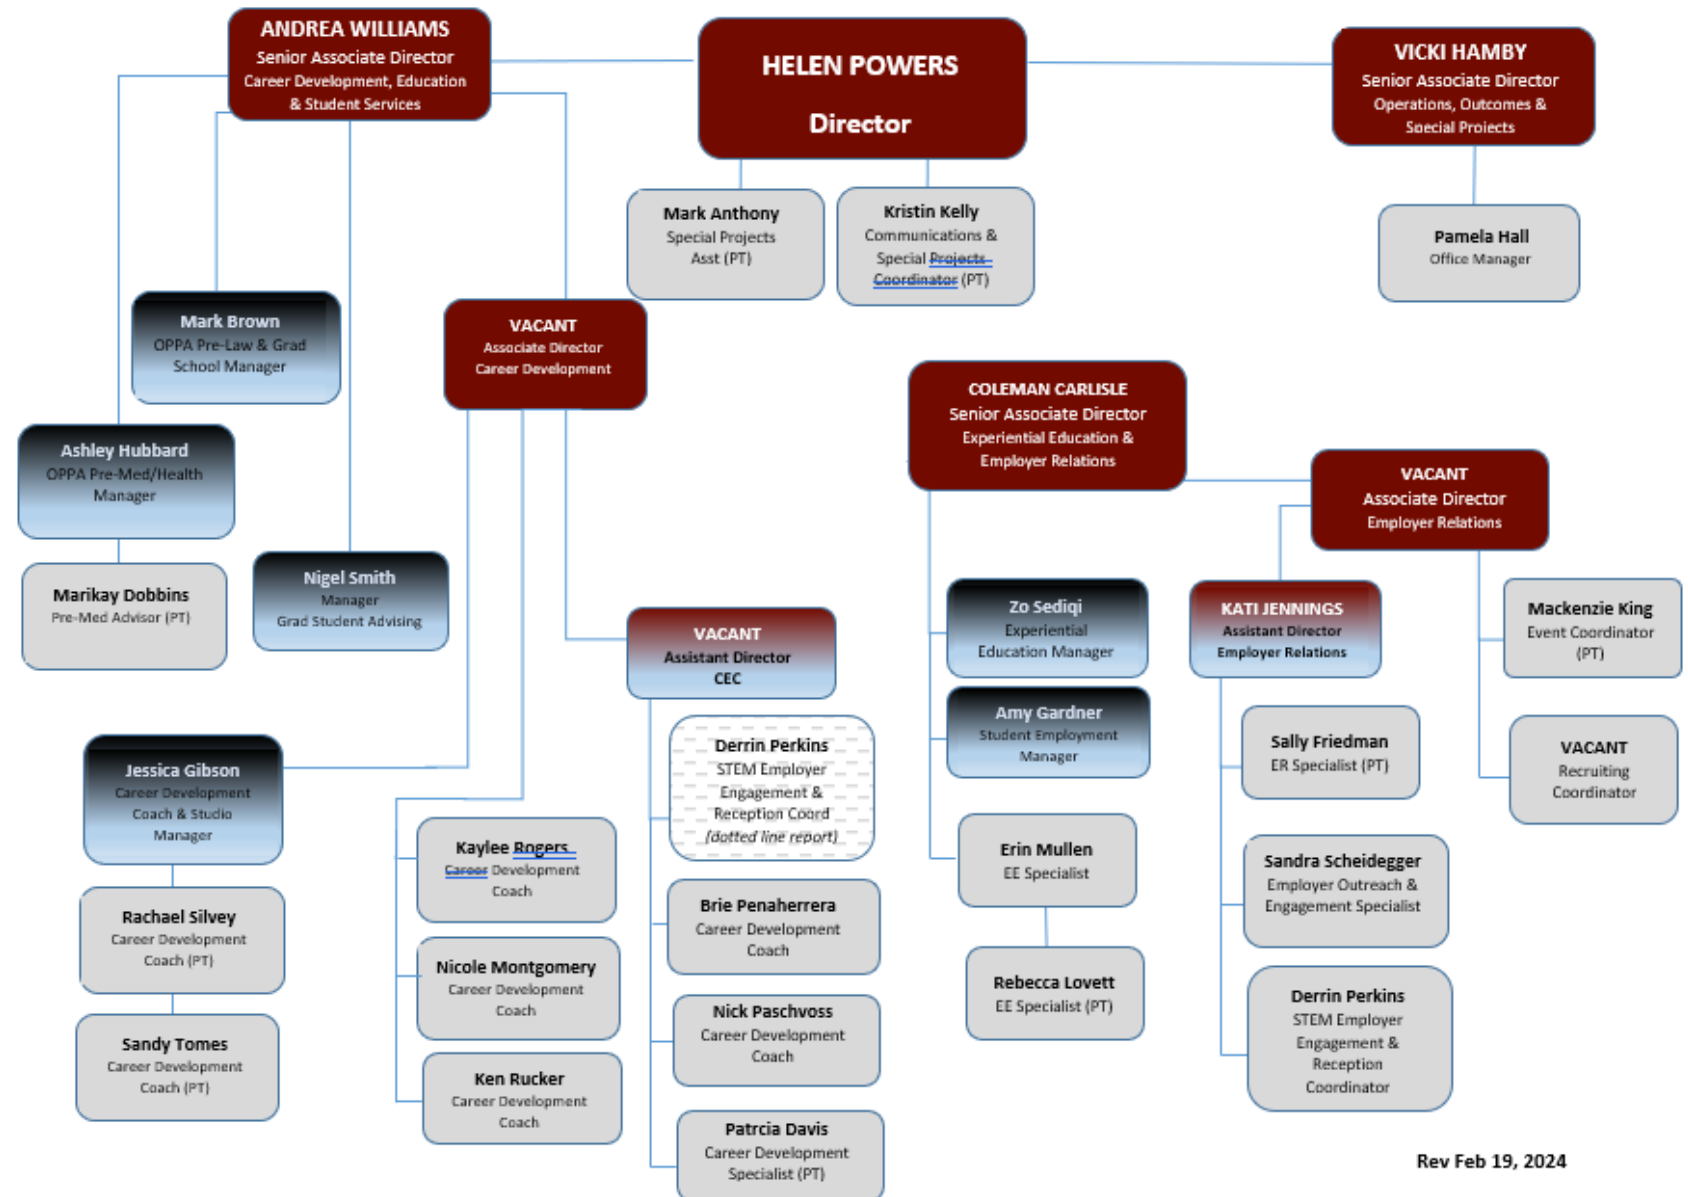 ANDREA WILLIAMS
Senior Associate Director
Career Development, Education
& Student Services
HELEN POWERS
Director
VICKI HAMBY
Senior Associate Director
Operations, Outcomes &
Special Projects
Mark Anthony
Special Projects
Asst (PT)
Kristin Kelly
Communications &
Special Projects
Coordinator (PT)
Pamela Hall
Office Manager
Mark Brown
OPPA Pre-Law & Grad
School Manager
VACANT
Associate Director
Career Development
COLEMAN CARLISLE
Senior Associate Director
Experiential Education &
Employer Relations
Ashley Hubbard
OPPA Pre-Med/Health
Manager
VACANT
Associate Director
Employer Relations
Marikay Dobbins
Pre-Med Advisor (PT)
Nigel Smith
Manager
Grad Student Advising
VACANT
Assistant Director
CEC
Zo Sediqi
Experiential
Education Manager
KATI JENNINGS
Assistant Director
Employer Relations
Mackenzie King
Event Coordinator
(PT)
Amy Gardner
Student Employment
Manager
Derrin Perkins
STEM Employer
Engagement &
Reception Coord
(dotted line report)
Sally Friedman
ER Specialist (PT)
VACANT
Recruiting
Coordinator
Jessica Gibson
Career Development
Coach & Studio
Manager
Kaylee Rogers
Career Development
Coach
Erin Mullen
EE Specialist
Sandra Scheidegger
Employer Outreach &
Engagement Specialist
Rachael Silvey
Career Development
Coach (PT)
Brie Penaherrera
Career Development
Coach
Nicole Montgomery
Career Development
Coach
Rebecca Lovett
EE Specialist (PT)
Derrin Perkins
STEM Employer
Engagement &
Reception
Coordinator
Nick Paschvoss
Career Development
Coach
Sandy Tomes
Career Development
Coach (PT)
Ken Rucker
Career Development
Coach
Patrcia Davis
Career Development
Specialist (PT)
Rev Feb 19, 2024